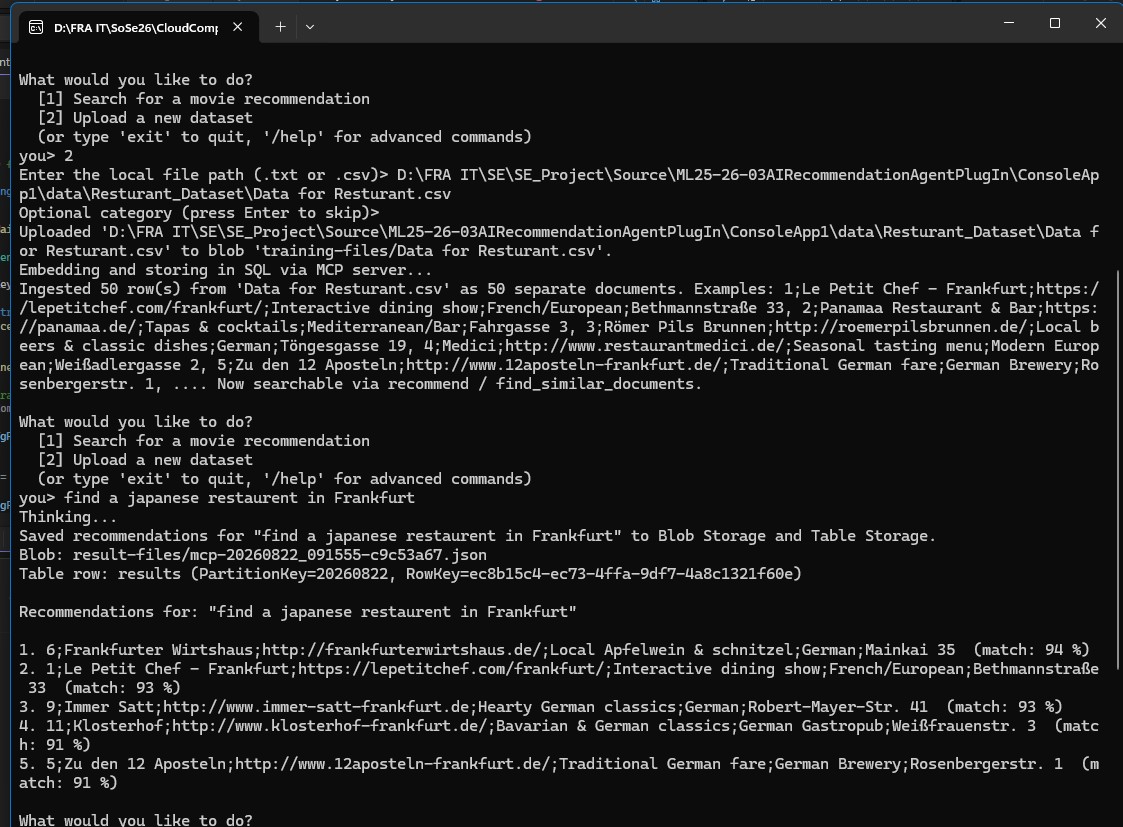 D:\FRA IT\SoSe26\CloudComp
What would you like to do?
[1] Search for a movie recommendation
[2] Upload a new dataset
(or type 'exit' to quit, '/help' for advanced commands)
you> 2
Enter the local file path (.txt or .csv)> D:\FRA IT\SE\SE_Project\Source\ML25-26-03AIRecommendationAgentPlugIn\ConsoleAp
p1\data\Resturant_Dataset\Data for Resturant.csv
Optional category (press Enter to skip)>
Uploaded 'D:\FRA IT\SE\SE_Project\Source\ML25-26-03AIRecommendationAgentPlugIn\ConsoleApp1\data\Resturant_Dataset\Data f
or Resturant.csv' to blob 'training-files/Data for Resturant.csv'.
Embedding and storing in SQL via MCP server...
Ingested 50 row(s) from 'Data for Resturant.csv' as 50 separate documents. Examples: 1;Le Petit Chef – Frankfurt;https:/
/lepetitchef.com/frankfurt/;Interactive dining show;French/European;Bethmannstraße 33, 2;Panamaa Restaurant & Bar;https:
//panamaa.de/;Tapas & cocktails;Mediterranean/Bar;Fahrgasse 3, 3;Römer Pils Brunnen;http://roemerpilsbrunnen.de/;Local b
eers & classic dishes;German;Töngesgasse 19, 4;Medici;http://www.restaurantmedici.de/;Seasonal tasting menu;Modern Europ
ean;Weißadlergasse 2, 5;Zu den 12 Aposteln;http://www.12aposteln-frankfurt.de/;Traditional German fare;German Brewery;Ro
senbergerstr. 1, .... Now searchable via recommend / find_similar_documents.
What would you like to do?
[1] Search for a movie recommendation
[2] Upload a new dataset
(or type 'exit' to quit, '/help' for advanced commands)
you> find a japanese restaurent in Frankfurt
Thinking...
Saved recommendations for "find a japanese restaurent in Frankfurt" to Blob Storage and Table Storage.
Blob: result-files/mcp-20260822_091555-c9c53a67.json
Table row: results (PartitionKey=20260822, RowKey=ec8b15c4-ec73-4ffa-9df7-4a8c1321f60e)
Recommendations for: "find a japanese restaurent in Frankfurt"
1. 6;Frankfurter Wirtshaus;http://frankfurterwirtshaus.de/;Local Apfelwein & schnitzel;German;Mainkai 35  (match: 94 %)
2. 1;Le Petit Chef – Frankfurt;https://lepetitchef.com/frankfurt/;Interactive dining show;French/European;Bethmannstraße
33  (match: 93 %)
3. 9;Immer Satt;http://www.immer-satt-frankfurt.de;Hearty German classics;German;Robert-Mayer-Str. 41  (match: 93 %)
4. 11;Klosterhof;http://www.klosterhof-frankfurt.de/;Bavarian & German classics;German Gastropub;Weißfrauenstr. 3  (matc
h: 91 %)
5. 5;Zu den 12 Aposteln;http://www.12aposteln-frankfurt.de/;Traditional German fare;German Brewery;Rosenbergerstr. 1  (m
atch: 91 %)
What would you like to do?